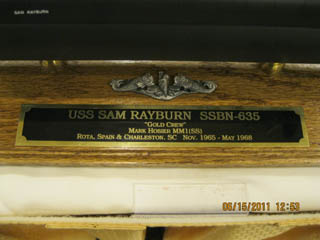 SAM RAYBURN
USS SAM RAYBURN SSBN-635
"GOLD CREW"
MARK HOSIER MM1(SS)
ROTA, SPAIN & CHARLESTON, SC NOV. 1965 - MAY 1968
06/15/2011 12:53